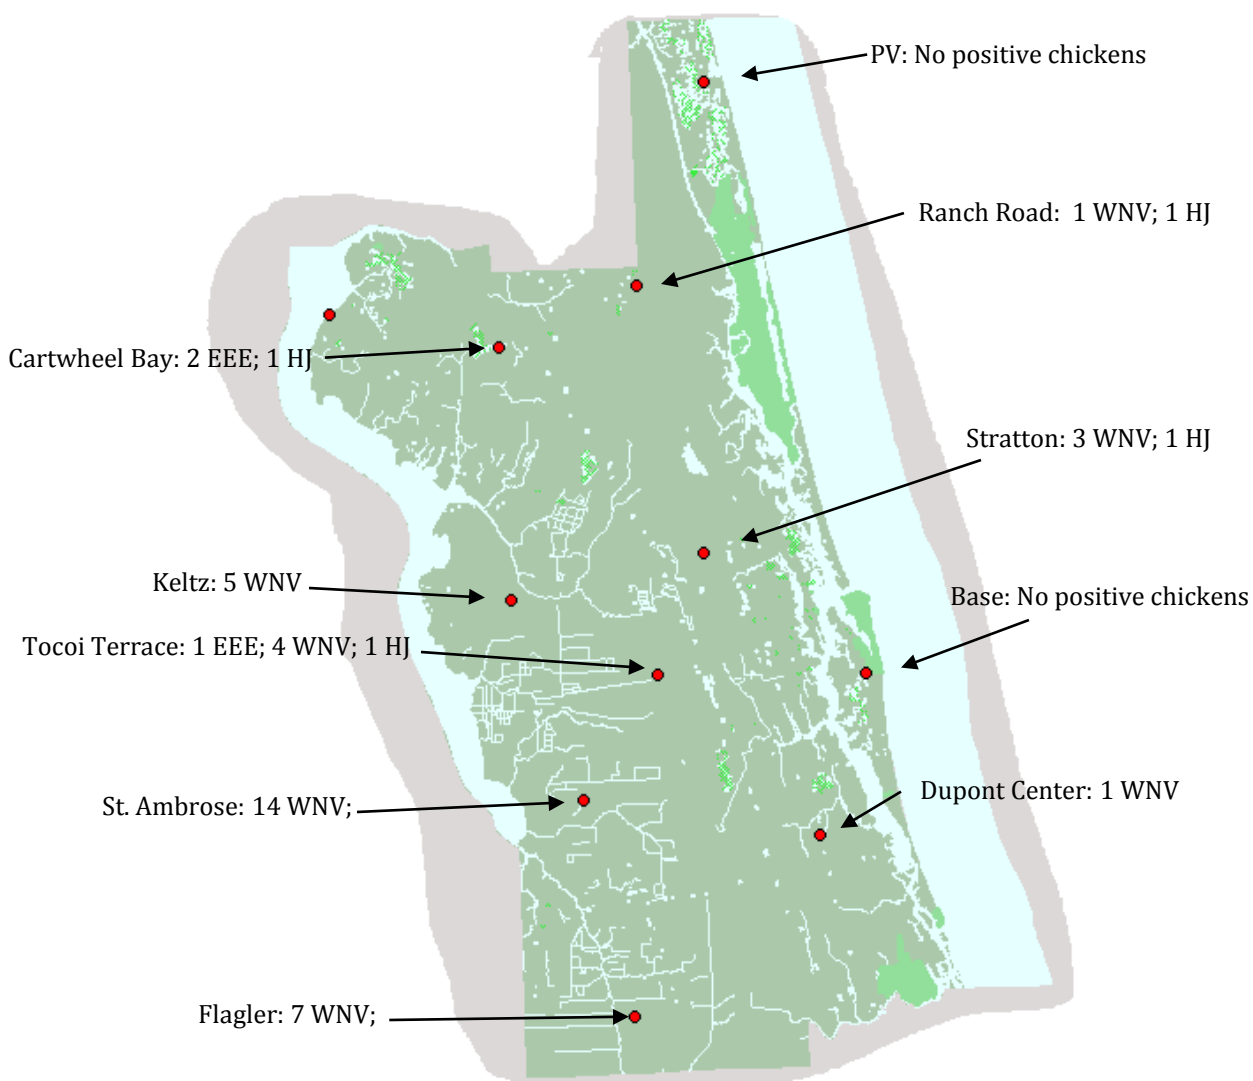 PV: No positive chickens
Ranch Road:  1 WNV; 1 HJ
Cartwheel Bay: 2 EEE; 1 HJ
Stratton: 3 WNV; 1 HJ
Keltz: 5 WNV
Base: No positive chickens
Tocoi Terrace: 1 EEE; 4 WNV; 1 HJ
Dupont Center: 1 WNV
St. Ambrose: 14 WNV;
Flagler: 7 WNV;